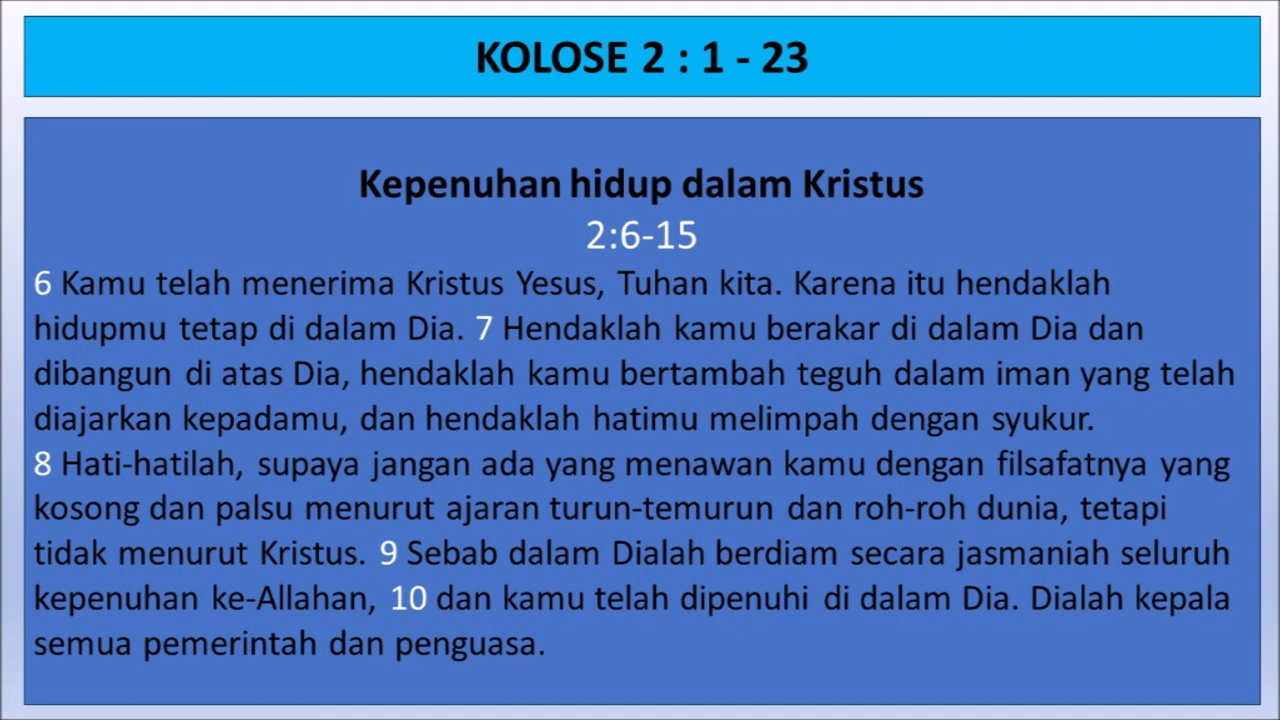 KOLOSE 2 : 1 - 23
Kepenuhan hidup dalam Kristus
2:6-15
6 Kamu telah menerima Kristus Yesus, Tuhan kita. Karena itu hendaklah
hidupmu tetap di dalam Dia. 7 Hendaklah kamu berakar di dalam Dia dan
dibangun di atas Dia, hendaklah kamu bertambah teguh dalam iman yang telah
diajarkan kepadamu, dan hendaklah hatimu melimpah dengan syukur.
8 Hati-hatilah, supaya jangan ada yang menawan kamu dengan filsafatnya yang
kosong dan palsu menurut ajaran turun-temurun dan roh-roh dunia, tetapi
tidak menurut Kristus. 9 Sebab dalam Dialah berdiam secara jasmaniah seluruh
kepenuhan ke-Allahan, 10 dan kamu telah dipenuhi di dalam Dia. Dialah kepala
semua pemerintah dan penguasa.